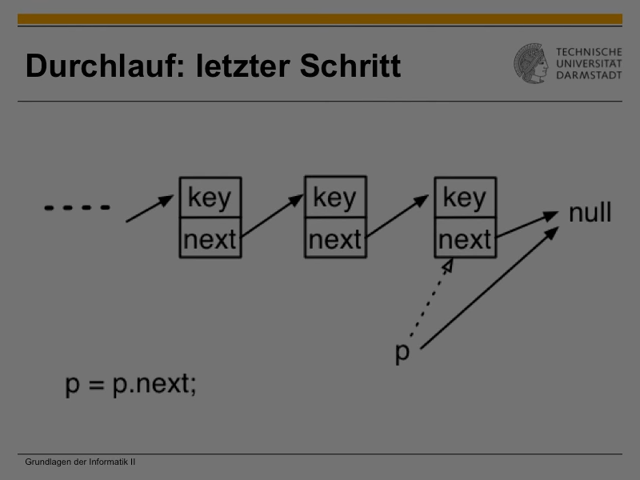 Durchlauf: letzter Schritt
TECHNISCHE
UNIVERSITÄT
DARMSTADT
key key key
null
next next next
p
p = p.next;
Grundlagen der Informatik II